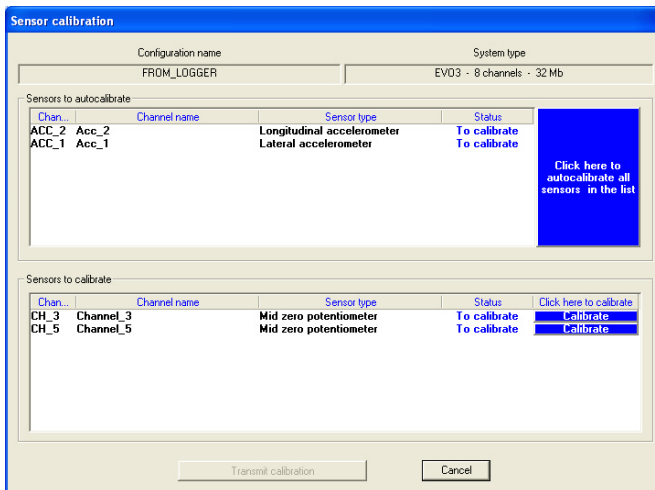 Sensor calibration
Configuration name System type
FROM_LOGGER EVO3 - 8 channels - 32 Mb
Sensors to autocalibrate
Chan... Channel name Sensor type Status
ACC_2 Acc_2 Longitudinal accelerometer To calibrate
ACC_1 Acc_1 Lateral accelerometer To calibrate
Click here to
autocalibrate all
sensors in the list
Sensors to calibrate
Chan... Channel name Sensor type Status Click here to calibrate
CH_3 Channel_3 Mid zero potentiometer To calibrate Calibrate
CH_5 Channel_5 Mid zero potentiometer To calibrate Calibrate
Transmit calibration Cancel